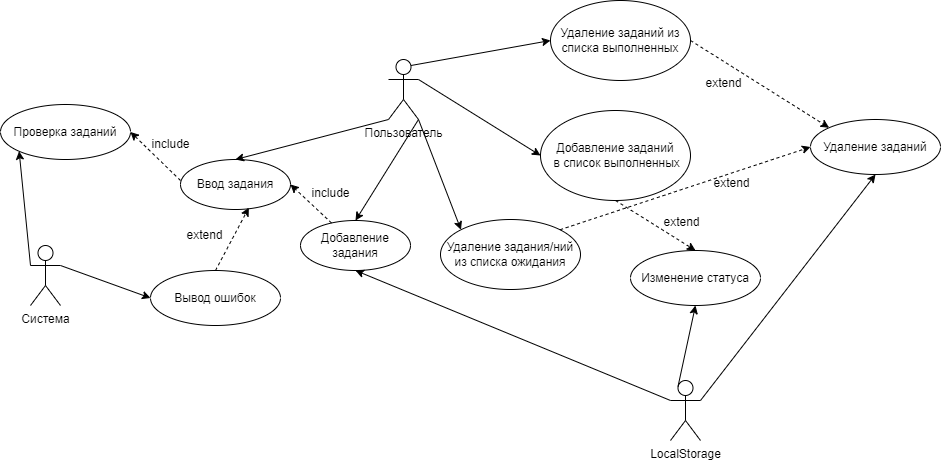 Удаление заданий из
списка выполненных
extend
Пользователь
Проверка заданий
include
Добавление заданий
в список выполненных
Удаление заданий
Ввод задания
include
extend
extend
extend
Добавление
задания
Удаление задания/ний
из списка ожидания
Изменение статуса
Вывод ошибок
Система
LocalStorage